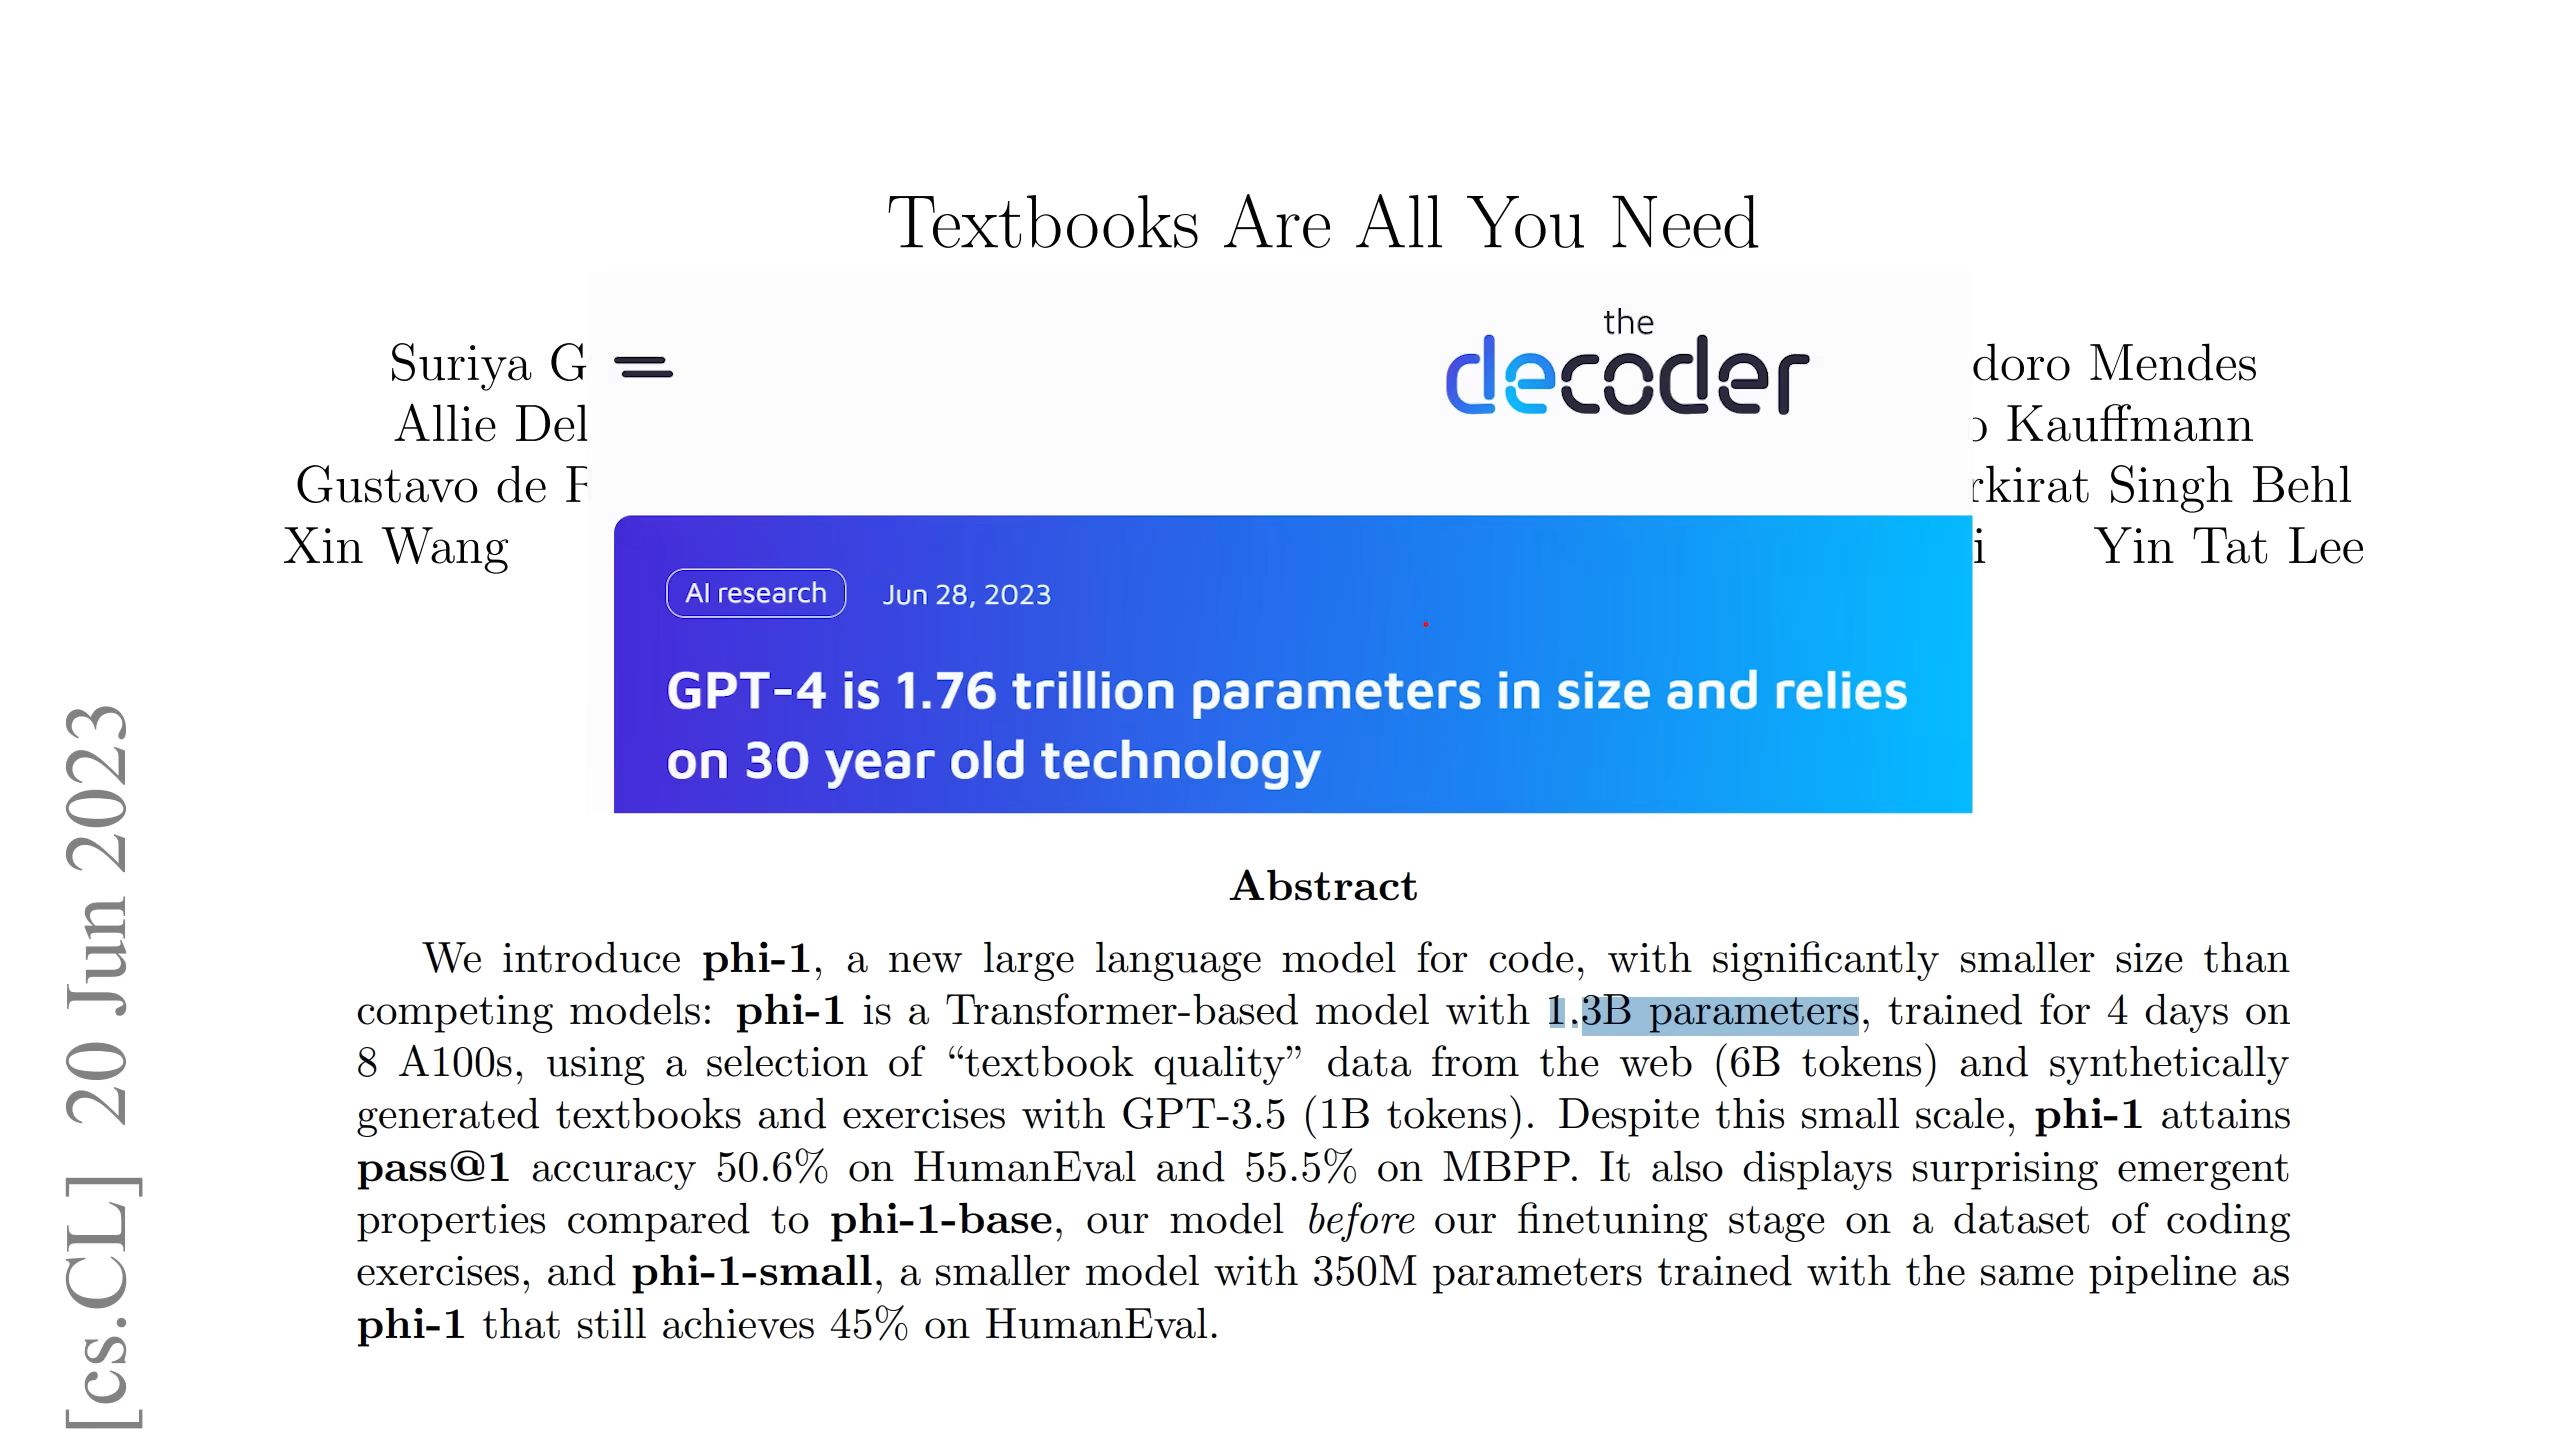 Textbooks Are All You Need
Suriya G
Allie Del
Gustavo de
Xin Wang
the
decoder
doro Mendes
o Kauffmann
rkirat Singh Behl
i Yin Tat Lee
AI research Jun 28, 2023
GPT-4 is 1.76 trillion parameters in size and relies
on 30 year old technology
[cs.CL] 20 Jun 2023
Abstract
We introduce phi-1, a new large language model for code, with significantly smaller size than
competing models: phi-1 is a Transformer-based model with 1.3B parameters, trained for 4 days on
8 A100s, using a selection of “textbook quality” data from the web (6B tokens) and synthetically
generated textbooks and exercises with GPT-3.5 (1B tokens). Despite this small scale, phi-1 attains
pass@1 accuracy 50.6% on HumanEval and 55.5% on MBPP. It also displays surprising emergent
properties compared to phi-1-base, our model before our finetuning stage on a dataset of coding
exercises, and phi-1-small, a smaller model with 350M parameters trained with the same pipeline as
phi-1 that still achieves 45% on HumanEval.